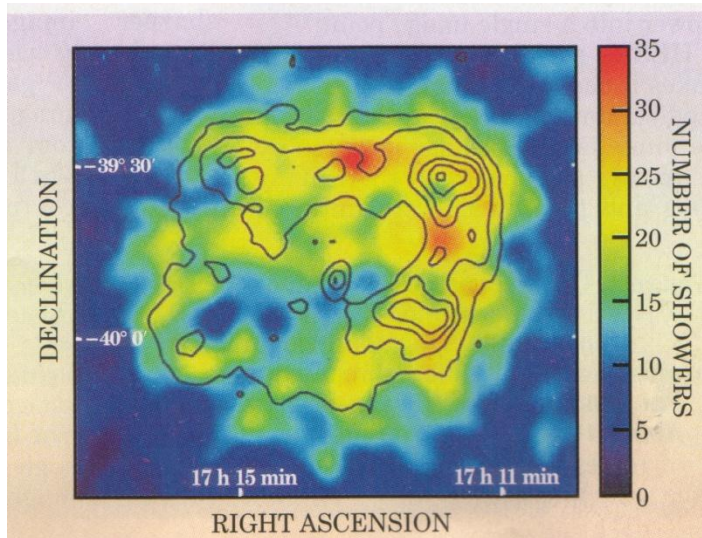 35
30
25
20
15
10
5
0
NUMBER OF SHOWERS
DECLINATION
−39° 30′
−40° 0′
17 h 15 min
17 h 11 min
RIGHT ASCENSION